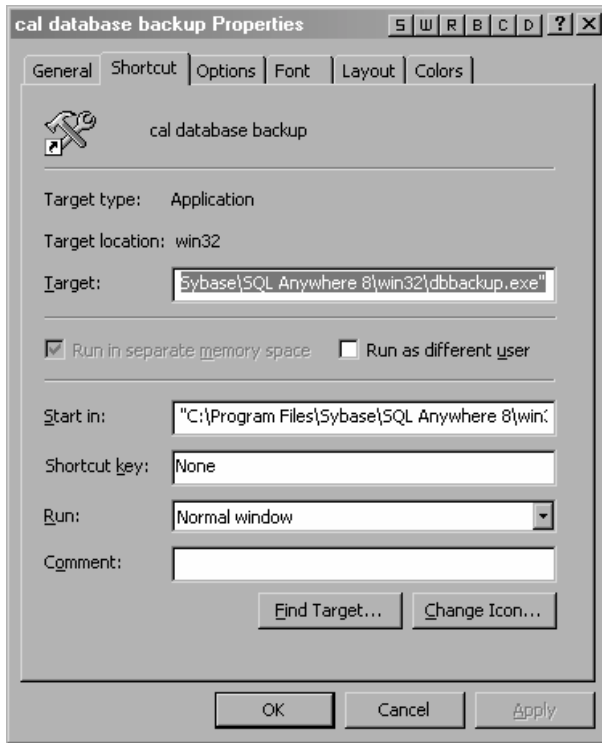 cal database backup Properties S W R B C D ? X
General Shortcut Options Font Layout Colors
cal database backup
Target type: Application
Target location: win32
Target: Sybase\SQL Anywhere 8\win32\dbbackup.exe"
Run in separate memory space Run as different user
Start in: "C:\Program Files\Sybase\SQL Anywhere 8\win3
Shortcut key: None
Run: Normal window
Comment:
Find Target... Change Icon...
OK Cancel Apply